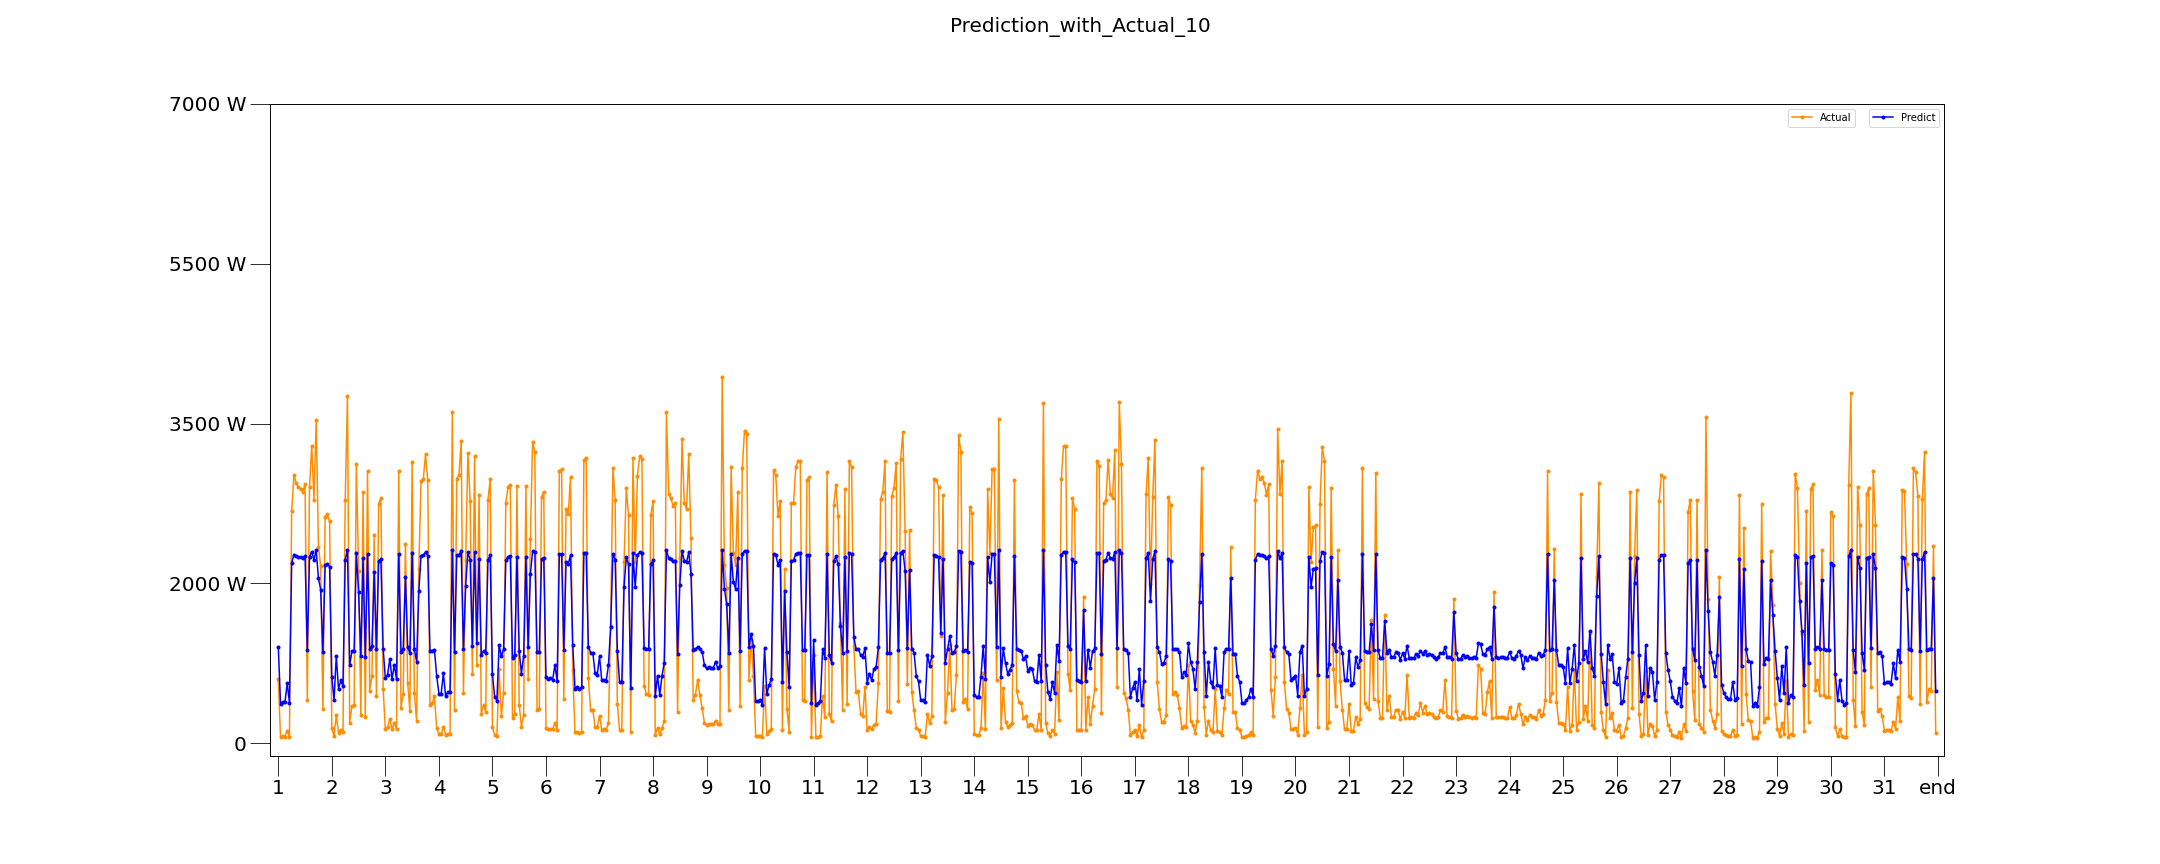 Prediction_with_Actual_10
7000 W
Actual Predict
5500 W
3500 W
2000 W
0
1 2 3 4 5 6 7 8 9 10 11 12 13 14 15 16 17 18 19 20 21 22 23 24 25 26 27 28 29 30 31 end